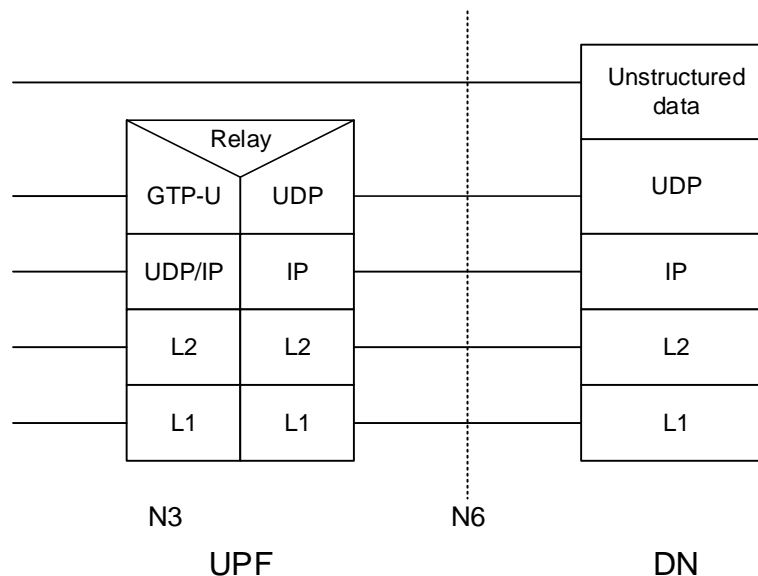 Unstructured
data
Relay
GTP-U
UDP
UDP
UDP/IP
IP
IP
L2
L2
L2
L1
L1
L1
N3
N6
UPF
DN